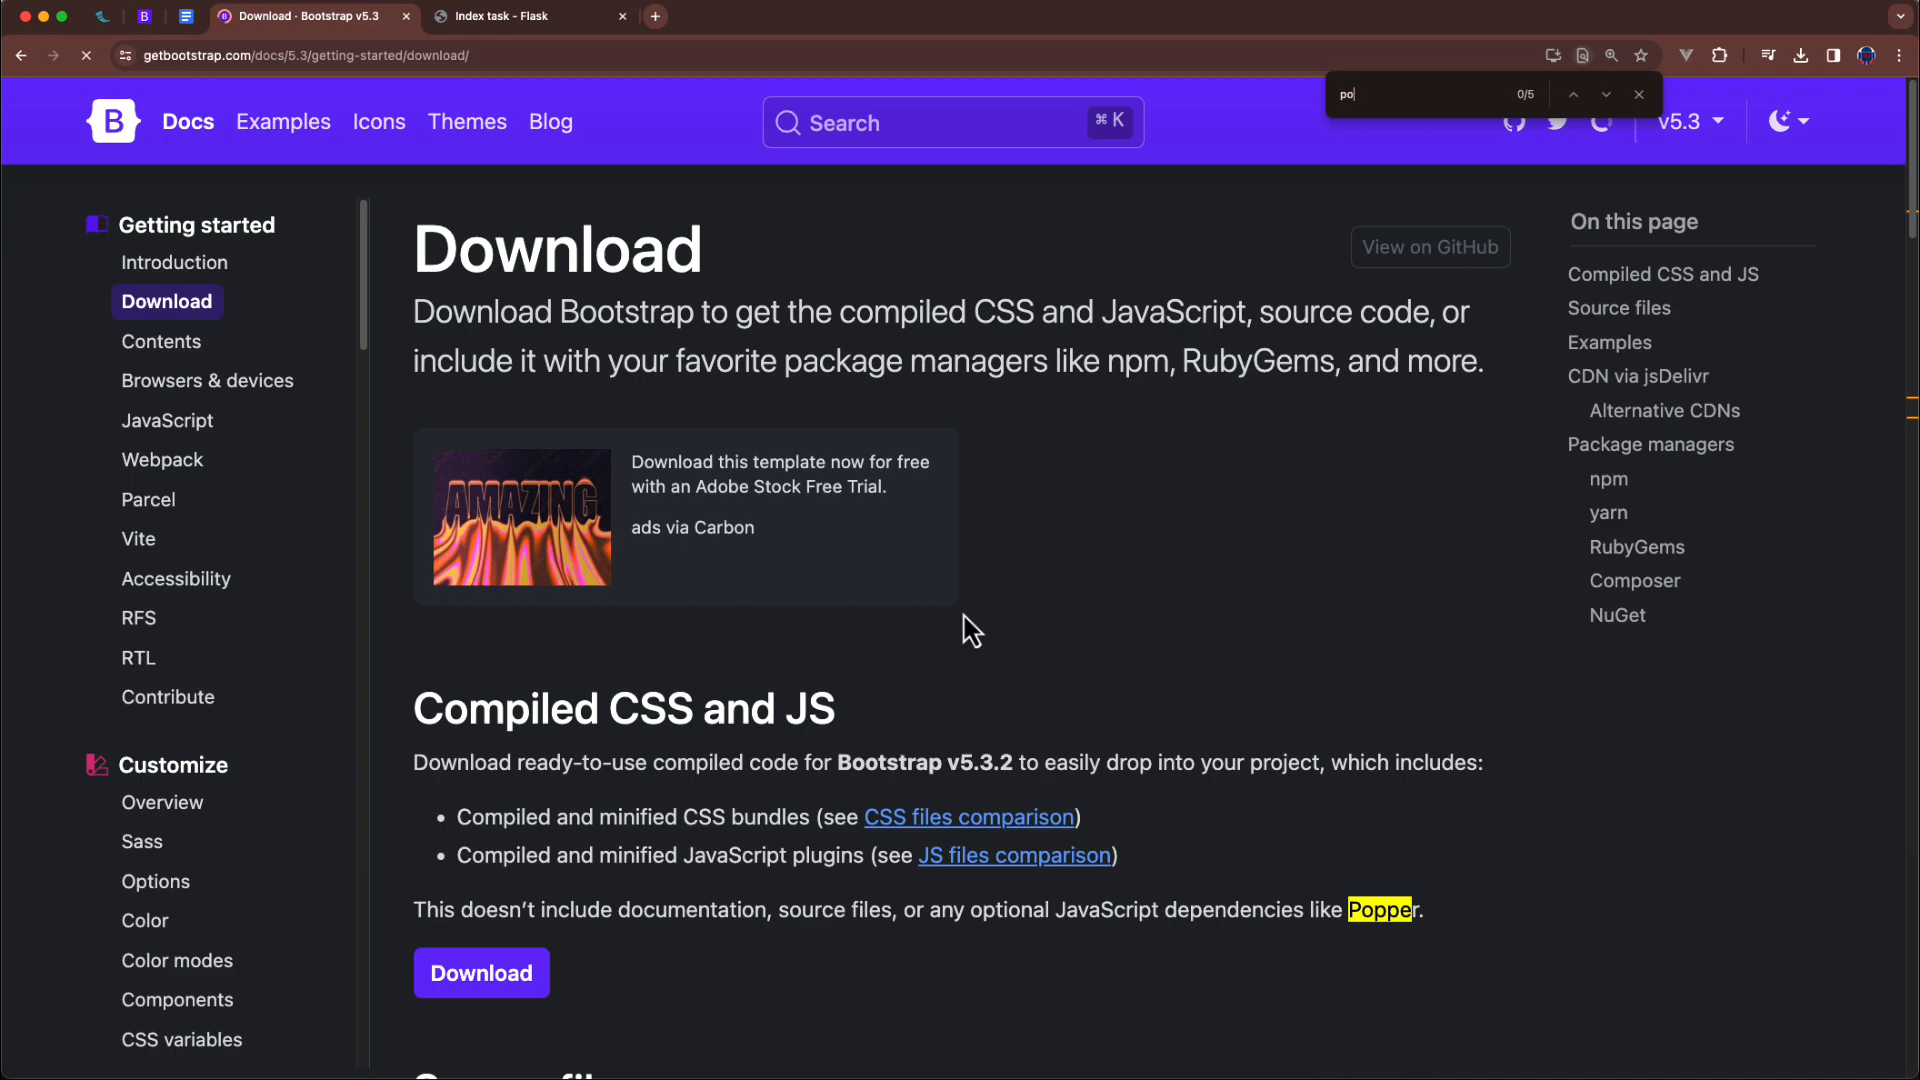 Download · Bootstrap v5.3
Index task - Flask
getbootstrap.com/docs/5.3/getting-started/download/
po
0/5
B
Docs
Examples
Icons
Themes
Blog
Search
⌘ K
v5.3
Getting started
Introduction
Download
Contents
Browsers & devices
JavaScript
Webpack
Parcel
Vite
Accessibility
RFS
RTL
Contribute
Customize
Overview
Sass
Options
Color
Color modes
Components
CSS variables
Download
View on GitHub
Download Bootstrap to get the compiled CSS and JavaScript, source code, or
include it with your favorite package managers like npm, RubyGems, and more.
AMAZING
Download this template now for free
with an Adobe Stock Free Trial.
ads via Carbon
Compiled CSS and JS
Download ready-to-use compiled code for Bootstrap v5.3.2 to easily drop into your project, which includes:
• Compiled and minified CSS bundles (see CSS files comparison)
• Compiled and minified JavaScript plugins (see JS files comparison)
This doesn’t include documentation, source files, or any optional JavaScript dependencies like Popper.
Download
On this page
Compiled CSS and JS
Source files
Examples
CDN via jsDelivr
Alternative CDNs
Package managers
npm
yarn
RubyGems
Composer
NuGet